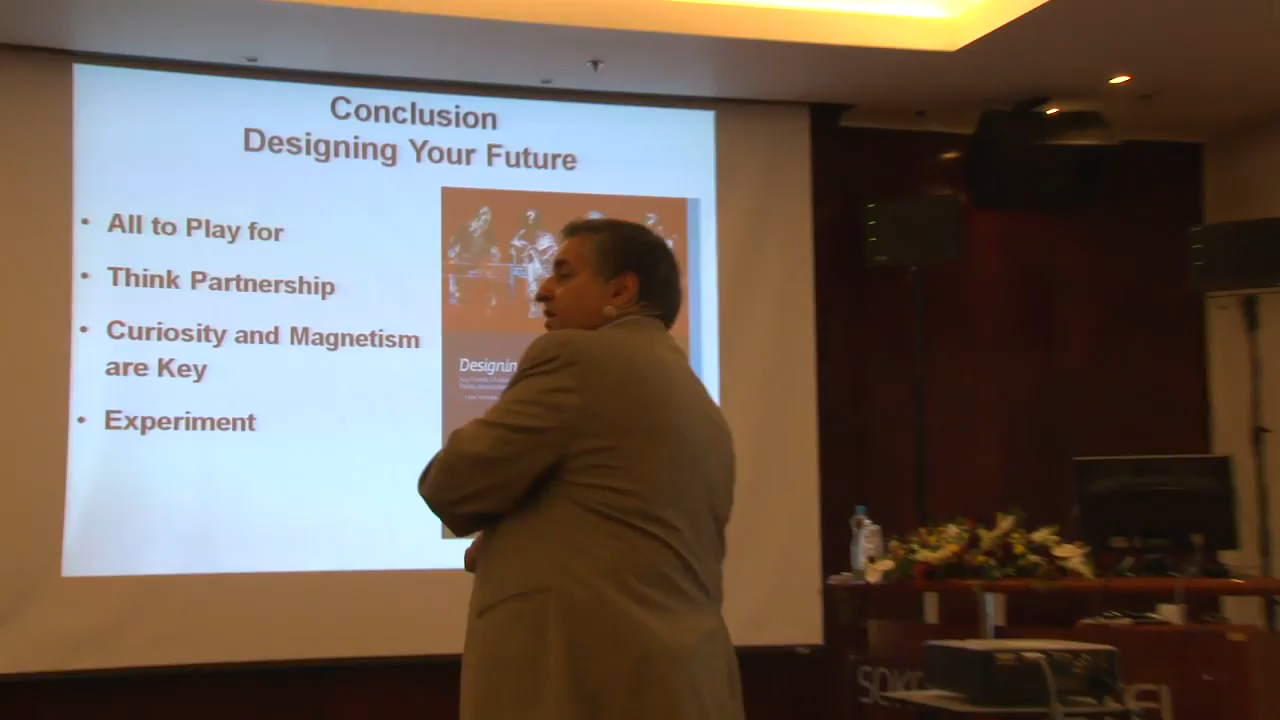 Conclusion
Designing Your Future
• All to Play for
• Think Partnership
• Curiosity and Magnetism
are Key
• Experiment
Designin